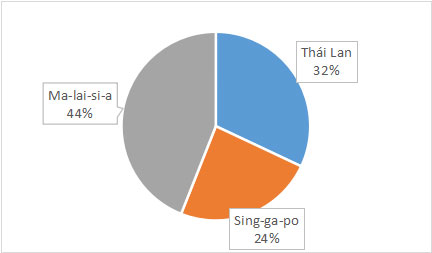 Thái Lan
32%
Ma-lai-si-a
44%
Sing-ga-po
24%